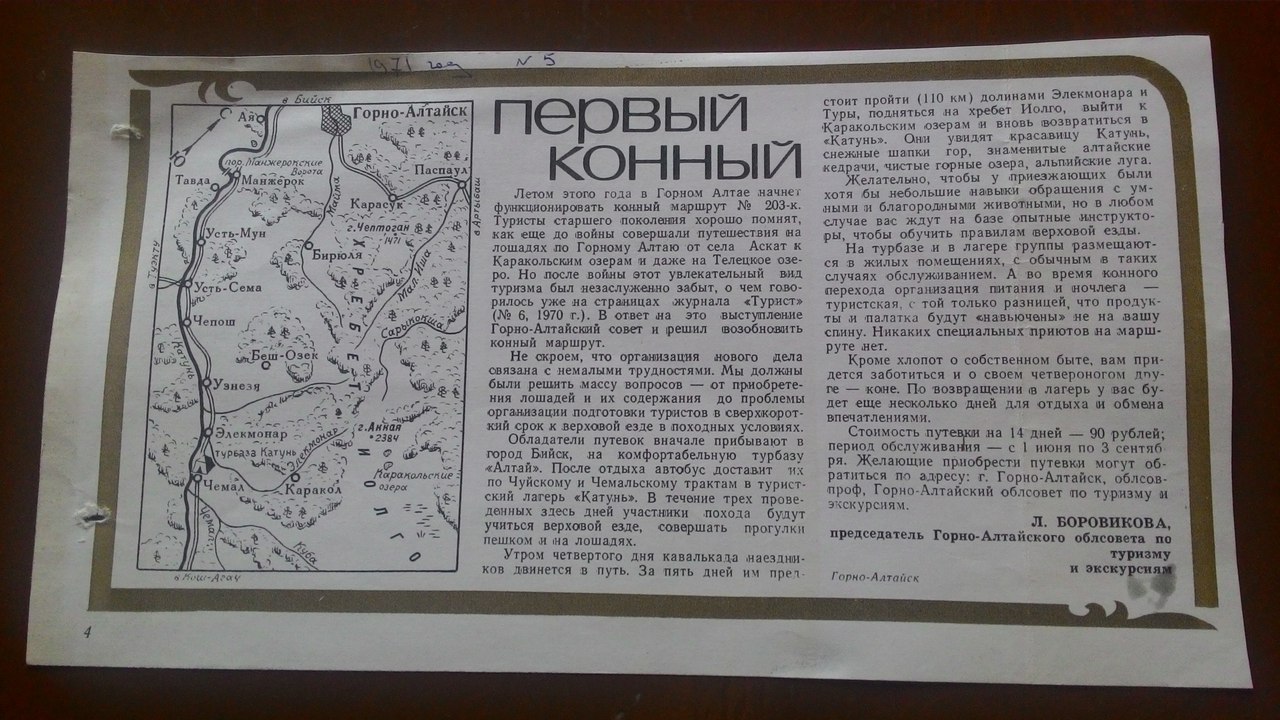 1971 год N 5
в Бийск
Ая
ГОРНО-АЛТАЙСК
пор. Манжерокские
Ворота
Манжерок
Тавда
Майма
Паспаул
Карасук
в Артыбаш
Усть-Мун
г. Чептоган
1471
Бирюля
ХРЕБЕТ
Мал. Иша
Усть-Сема
Чепош
Сарыкокша
Катунь
Беш-Озек
Узнезя
Элекмонар
турбаза Катунь
г. Анная
2384
Элекмонар
Чемал
Каракол
Каракольские
озера
ИОЛГО
Чемал
Куба
в Кош-Агач
ПЕРВЫЙ
КОННЫЙ
Летом этого года в Горном Алтае начнет
функционировать конный маршрут № 203-к.
Туристы старшего поколения хорошо помнят,
как еще до войны совершали путешествия на
лошадях по Горному Алтаю от села Аскат к
Каракольским озерам и даже на Телецкое озе-
ро. Но после войны этот увлекательный вид
туризма был незаслуженно забыт, о чем гово-
рилось уже на страницах журнала «Турист»
(№ 6, 1970 г.). В ответ на это выступление
Горно-Алтайский совет и решил возобновить
конный маршрут.
Не скроем, что организация нового дела
связана с немалыми трудностями. Мы должны
были решить массу вопросов — от приобрете-
ния лошадей и их содержания до проблемы
организации подготовки туристов в сверхкорот-
кий срок к верховой езде в походных условиях.
Обладатели путевок вначале прибывают в
город Бийск, на комфортабельную турбазу
«Алтай». После отдыха автобус доставит их
по Чуйскому и Чемальскому трактам в турист-
ский лагерь «Катунь». В течение трех прове-
денных здесь дней участники похода будут
учиться верховой езде, совершать прогулки
пешком и на лошадях.
Утром четвертого дня кавалькада наездни-
ков двинется в путь. За пять дней им пред-
стоит пройти (110 км) долинами Элекмонара и
Туры, подняться на хребет Иолго, выйти к
Каракольским озерам и вновь возвратиться в
«Катунь». Они увидят красавицу Катунь,
снежные шапки гор, знаменитые алтайские
кедрачи, чистые горные озера, альпийские луга.
Желательно, чтобы у приезжающих были
хотя бы небольшие навыки обращения с ум-
ными и благородными животными, но в любом
случае вас ждут на базе опытные инструкто-
ры, чтобы обучить правилам верховой езды.
На турбазе и в лагере группы размещают-
ся в жилых помещениях, с обычным в таких
случаях обслуживанием. А во время конного
перехода организация питания и ночлега —
туристская, с той только разницей, что продук-
ты и палатка будут «навьючены» не на вашу
спину. Никаких специальных приютов на марш-
руте нет.
Кроме хлопот о собственном быте, вам при-
дется заботиться и о своем четвероногом дру-
ге — коне. По возвращении в лагерь у вас бу-
дет еще несколько дней для отдыха и обмена
впечатлениями.
Стоимость путевки на 14 дней — 90 рублей;
период обслуживания — с 1 июня по 3 сентяб-
ря. Желающие приобрести путевки могут об-
ратиться по адресу: г. Горно-Алтайск, облсов-
проф, Горно-Алтайский облсовет по туризму и
экскурсиям.
Л. БОРОВИКОВА,
председатель Горно-Алтайского облсовета по
туризму
и экскурсиям
Горно-Алтайск
4